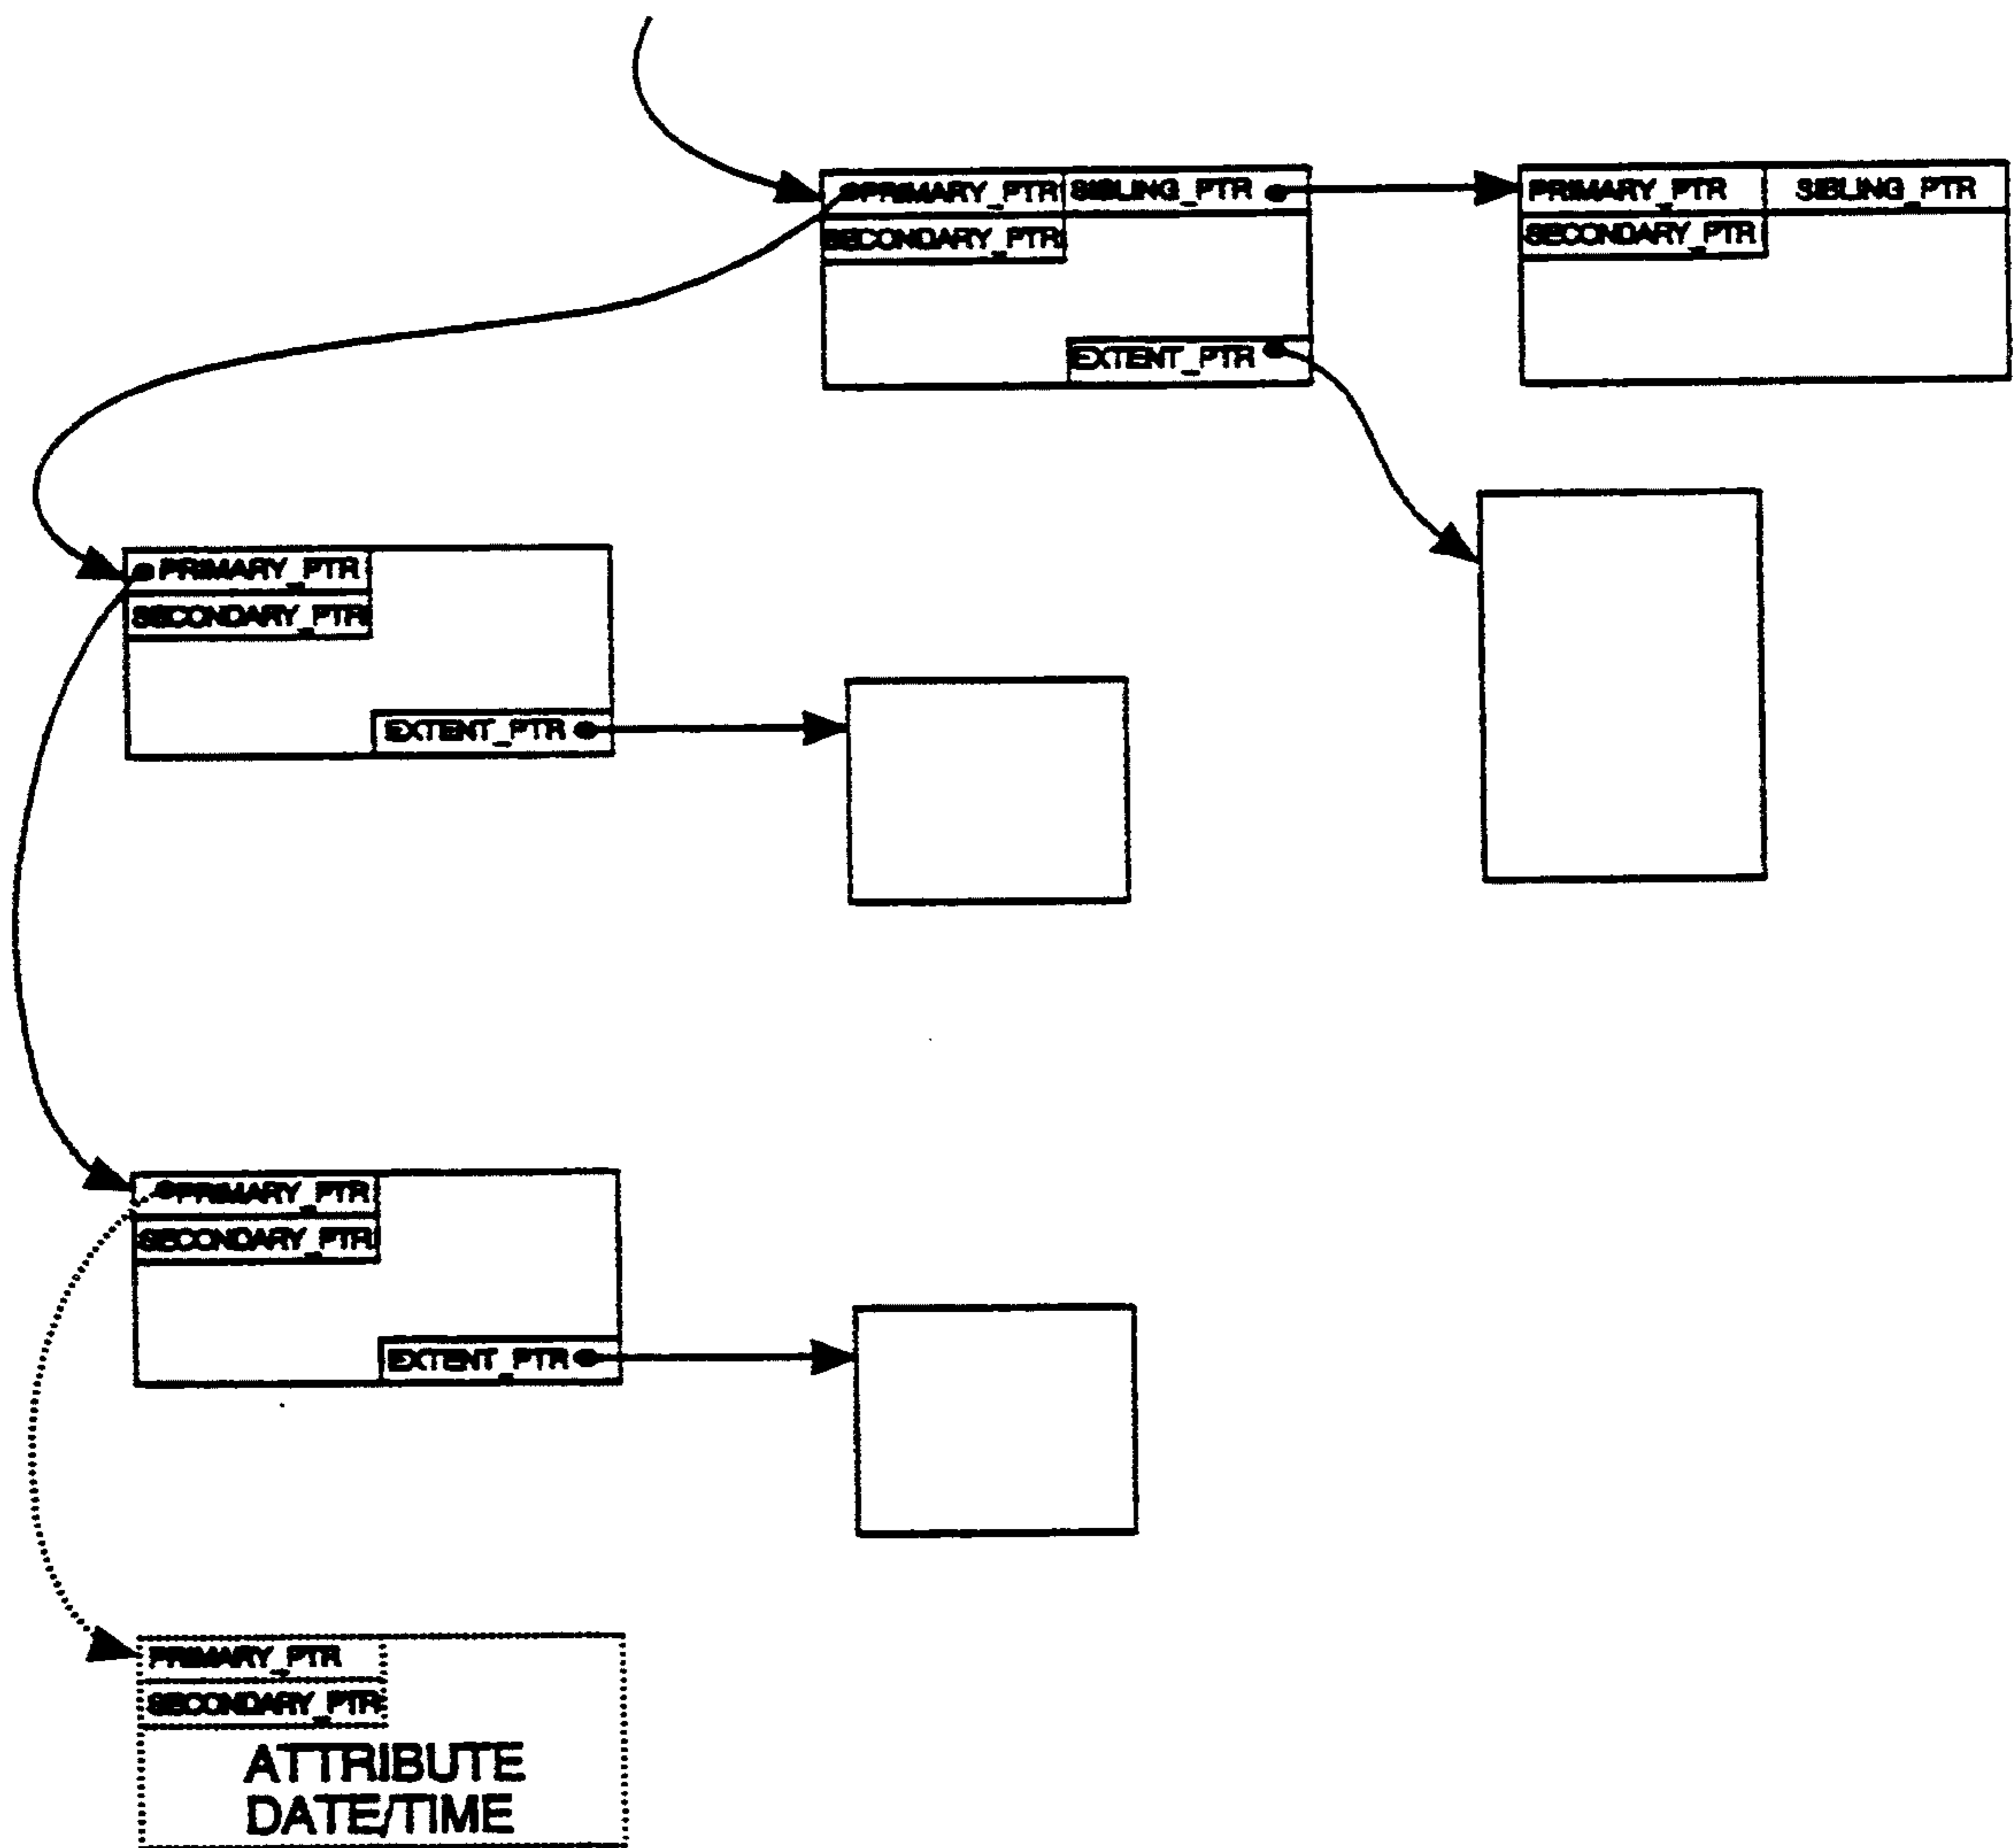 PRIMARY_PTR SIBLING_PTR
SECONDARY_PTR
EXTENT_PTR
PRIMARY_PTR SIBLING_PTR
SECONDARY_PTR
PRIMARY_PTR
SECONDARY_PTR
EXTENT_PTR
PRIMARY_PTR
SECONDARY_PTR
EXTENT_PTR
PRIMARY_PTR
SECONDARY_PTR
ATTRIBUTE
DATE/TIME